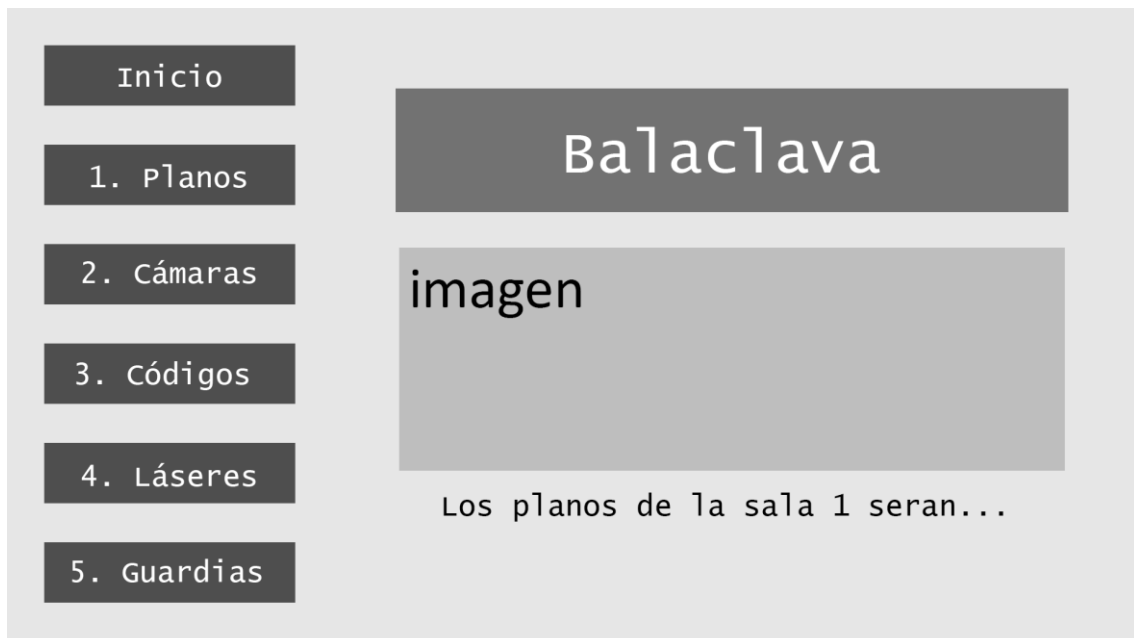 Inicio
1. Planos
2. Cámaras
3. Códigos
4. Láseres
5. Guardias
Balaclava
imagen
Los planos de la sala 1 seran...